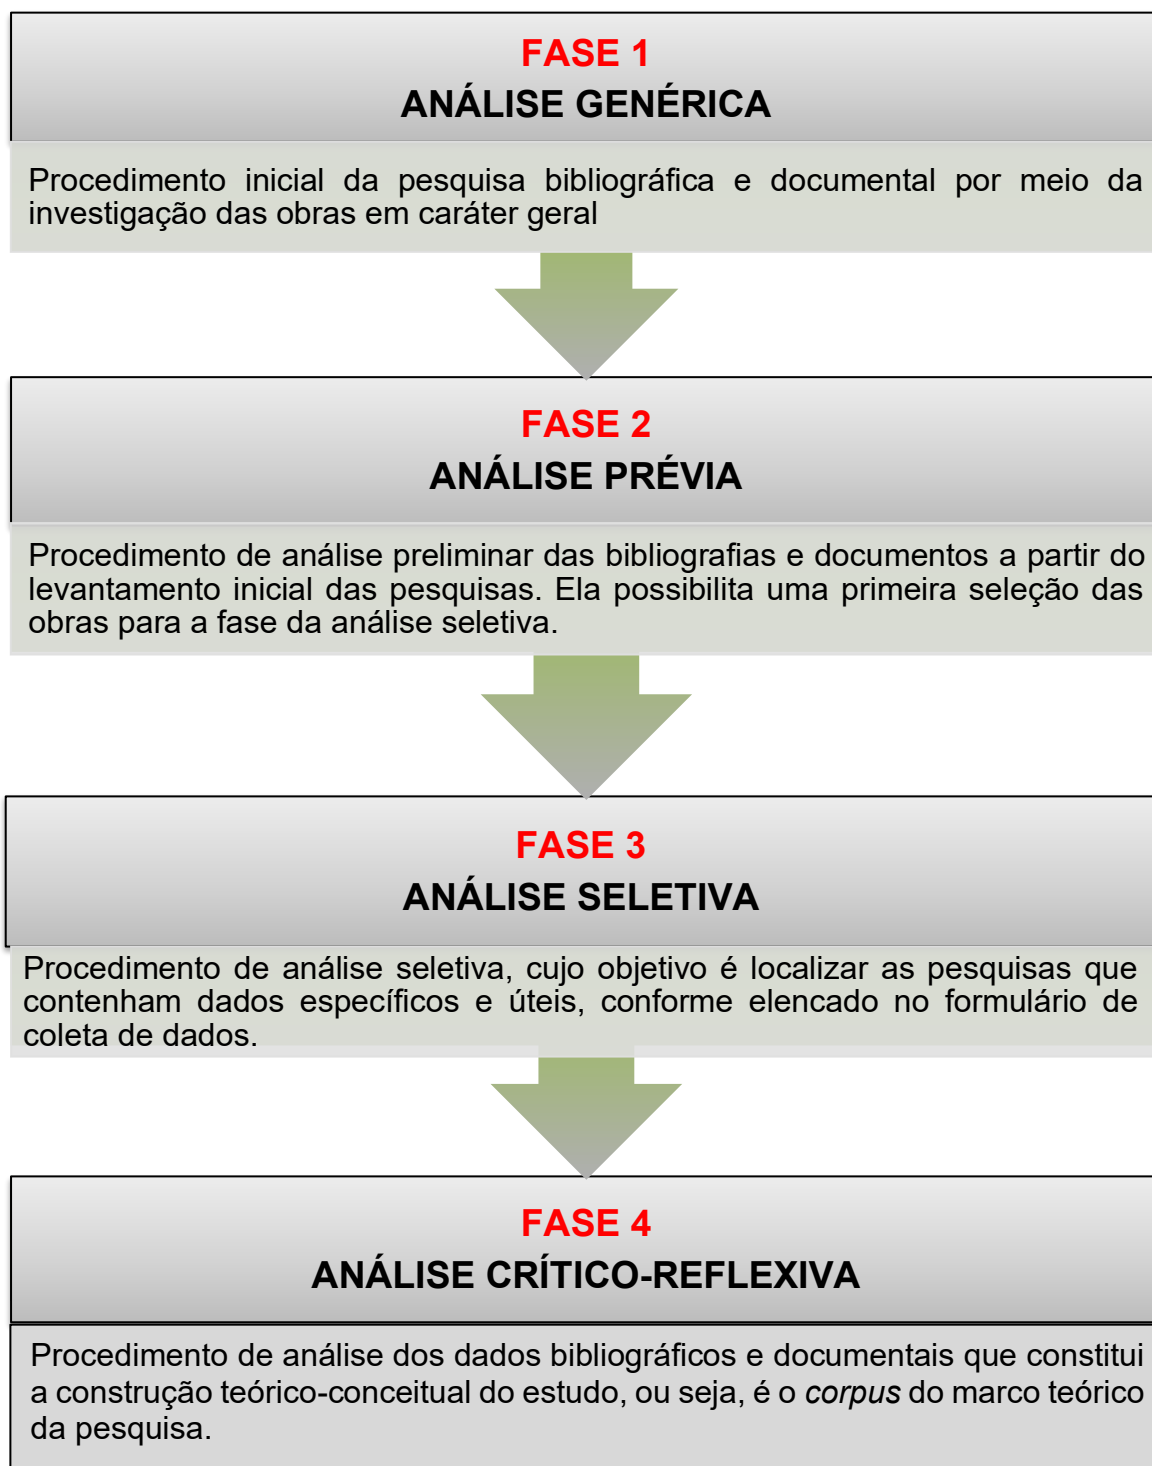 FASE 1
ANÁLISE GENÉRICA
Procedimento inicial da pesquisa bibliográfica e documental por meio da
investigação das obras em caráter geral
FASE 2
ANÁLISE PRÉVIA
Procedimento de análise preliminar das bibliografias e documentos a partir do
levantamento inicial das pesquisas. Ela possibilita uma primeira seleção das
obras para a fase da análise seletiva.
FASE 3
ANÁLISE SELETIVA
Procedimento de análise seletiva, cujo objetivo é localizar as pesquisas que
contenham dados específicos e úteis, conforme elencado no formulário de
coleta de dados.
FASE 4
ANÁLISE CRÍTICO-REFLEXIVA
Procedimento de análise dos dados bibliográficos e documentais que constitui
a construção teórico-conceitual do estudo, ou seja, é o corpus do marco teórico
da pesquisa.